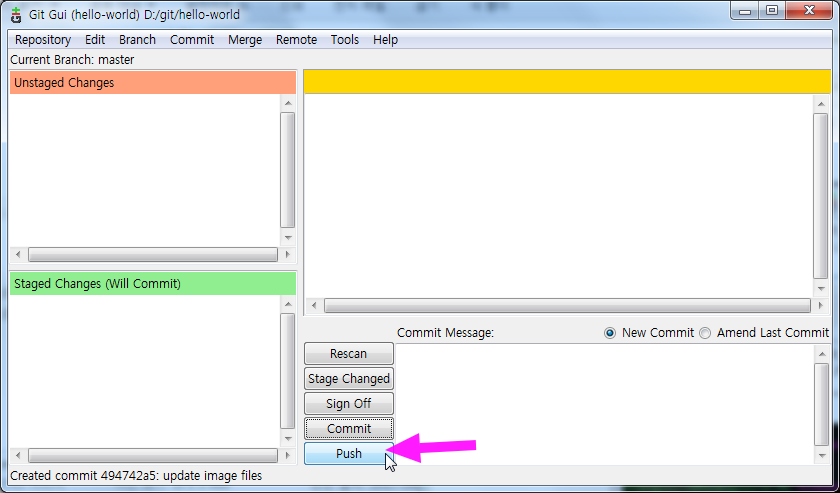 Git Gui (hello-world) D:/git/hello-world
Repository Edit Branch Commit Merge Remote Tools Help
Current Branch: master
Unstaged Changes
Staged Changes (Will Commit)
Commit Message: New Commit Amend Last Commit
Rescan
Stage Changed
Sign Off
Commit
Push
Created commit 494742a5: update image files